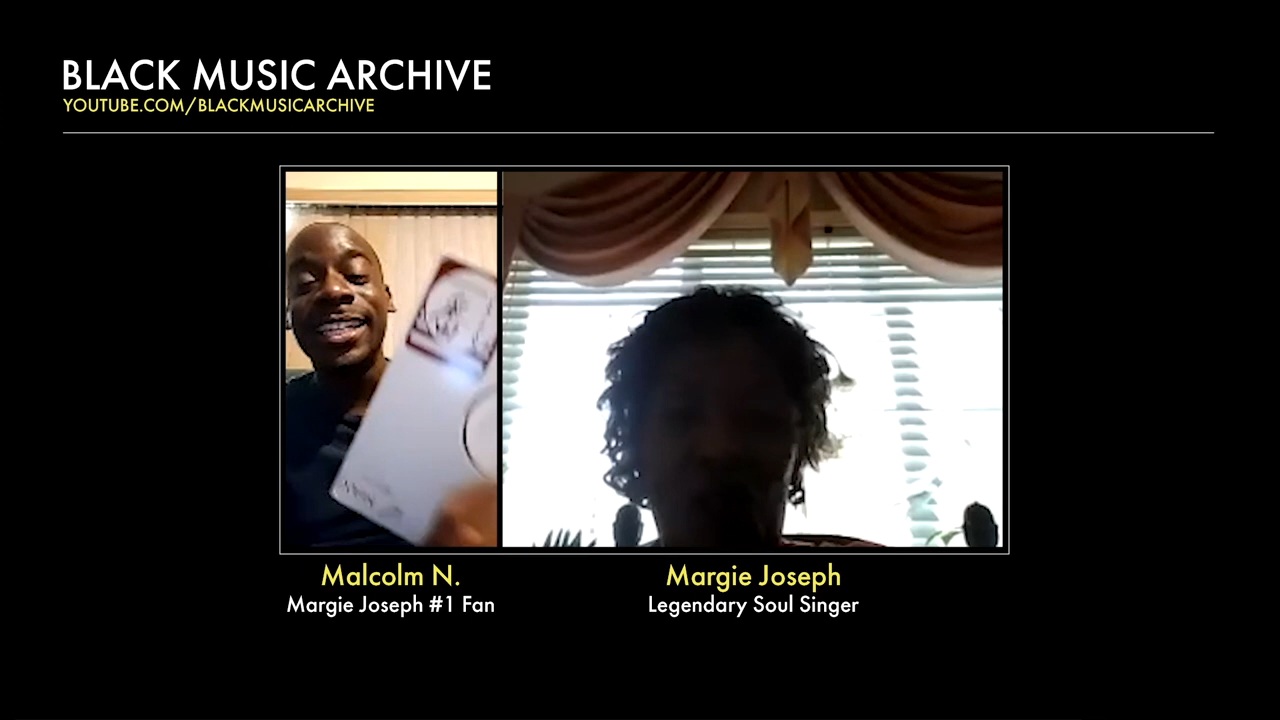 BLACK MUSIC ARCHIVE
YOUTUBE.COM/BLACKMUSICARCHIVE
Malcolm N.
Margie Joseph #1 Fan
Margie Joseph
Legendary Soul Singer